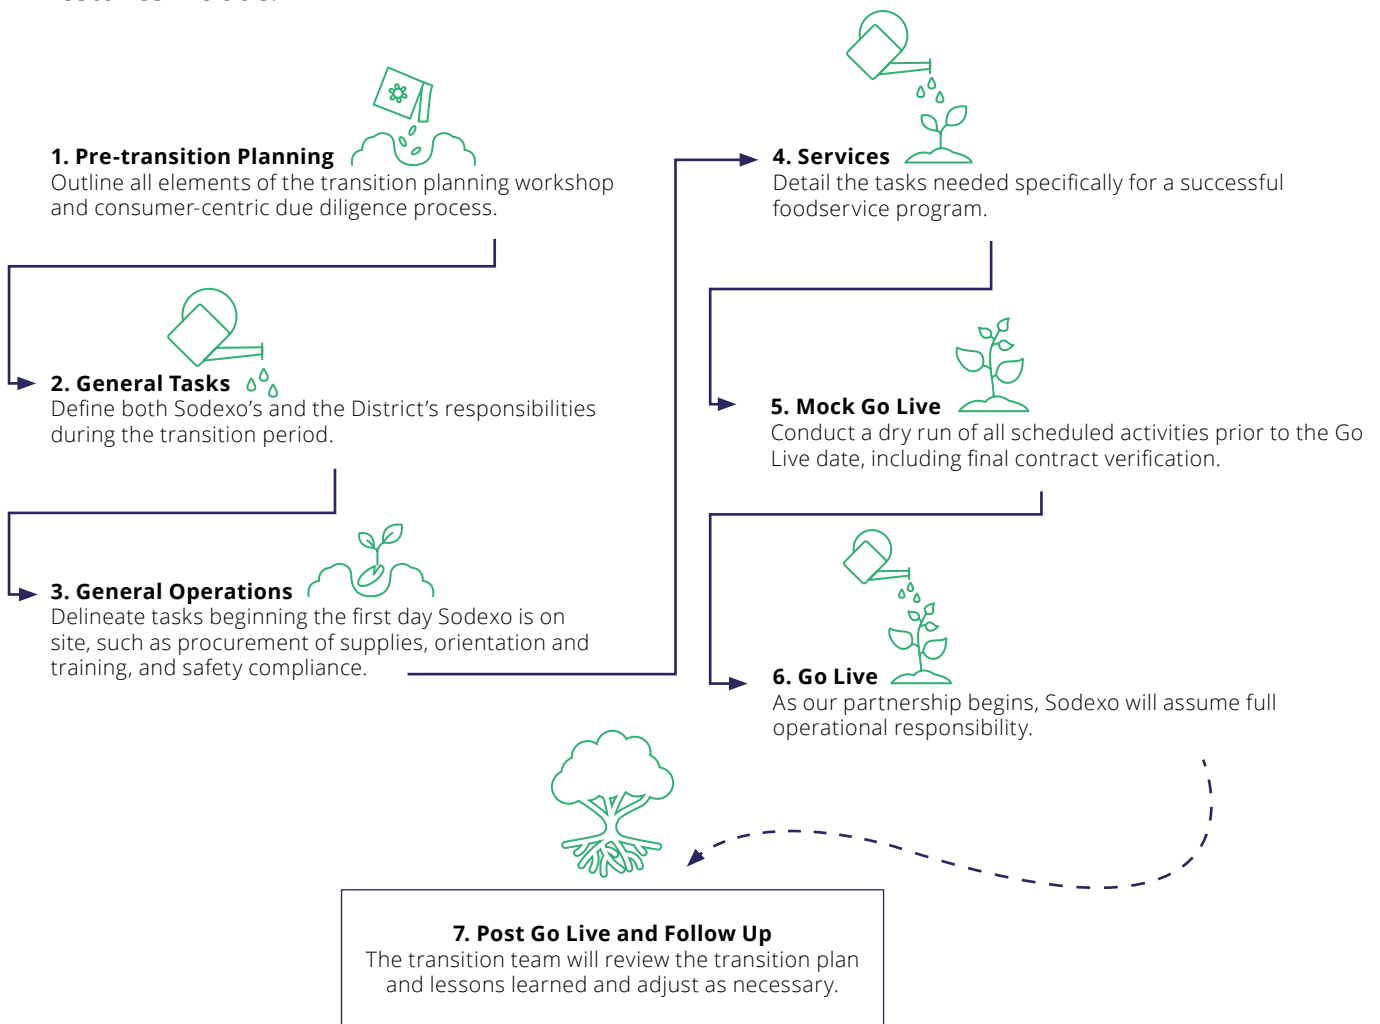 1. Pre-transition Planning
Outline all elements of the transition planning workshop
and consumer-centric due diligence process.
2. General Tasks
Define both Sodexo’s and the District’s responsibilities
during the transition period.
3. General Operations
Delineate tasks beginning the first day Sodexo is on
site, such as procurement of supplies, orientation and
training, and safety compliance.
4. Services
Detail the tasks needed specifically for a successful
foodservice program.
5. Mock Go Live
Conduct a dry run of all scheduled activities prior to the Go
Live date, including final contract verification.
6. Go Live
As our partnership begins, Sodexo will assume full
operational responsibility.
7. Post Go Live and Follow Up
The transition team will review the transition plan
and lessons learned and adjust as necessary.